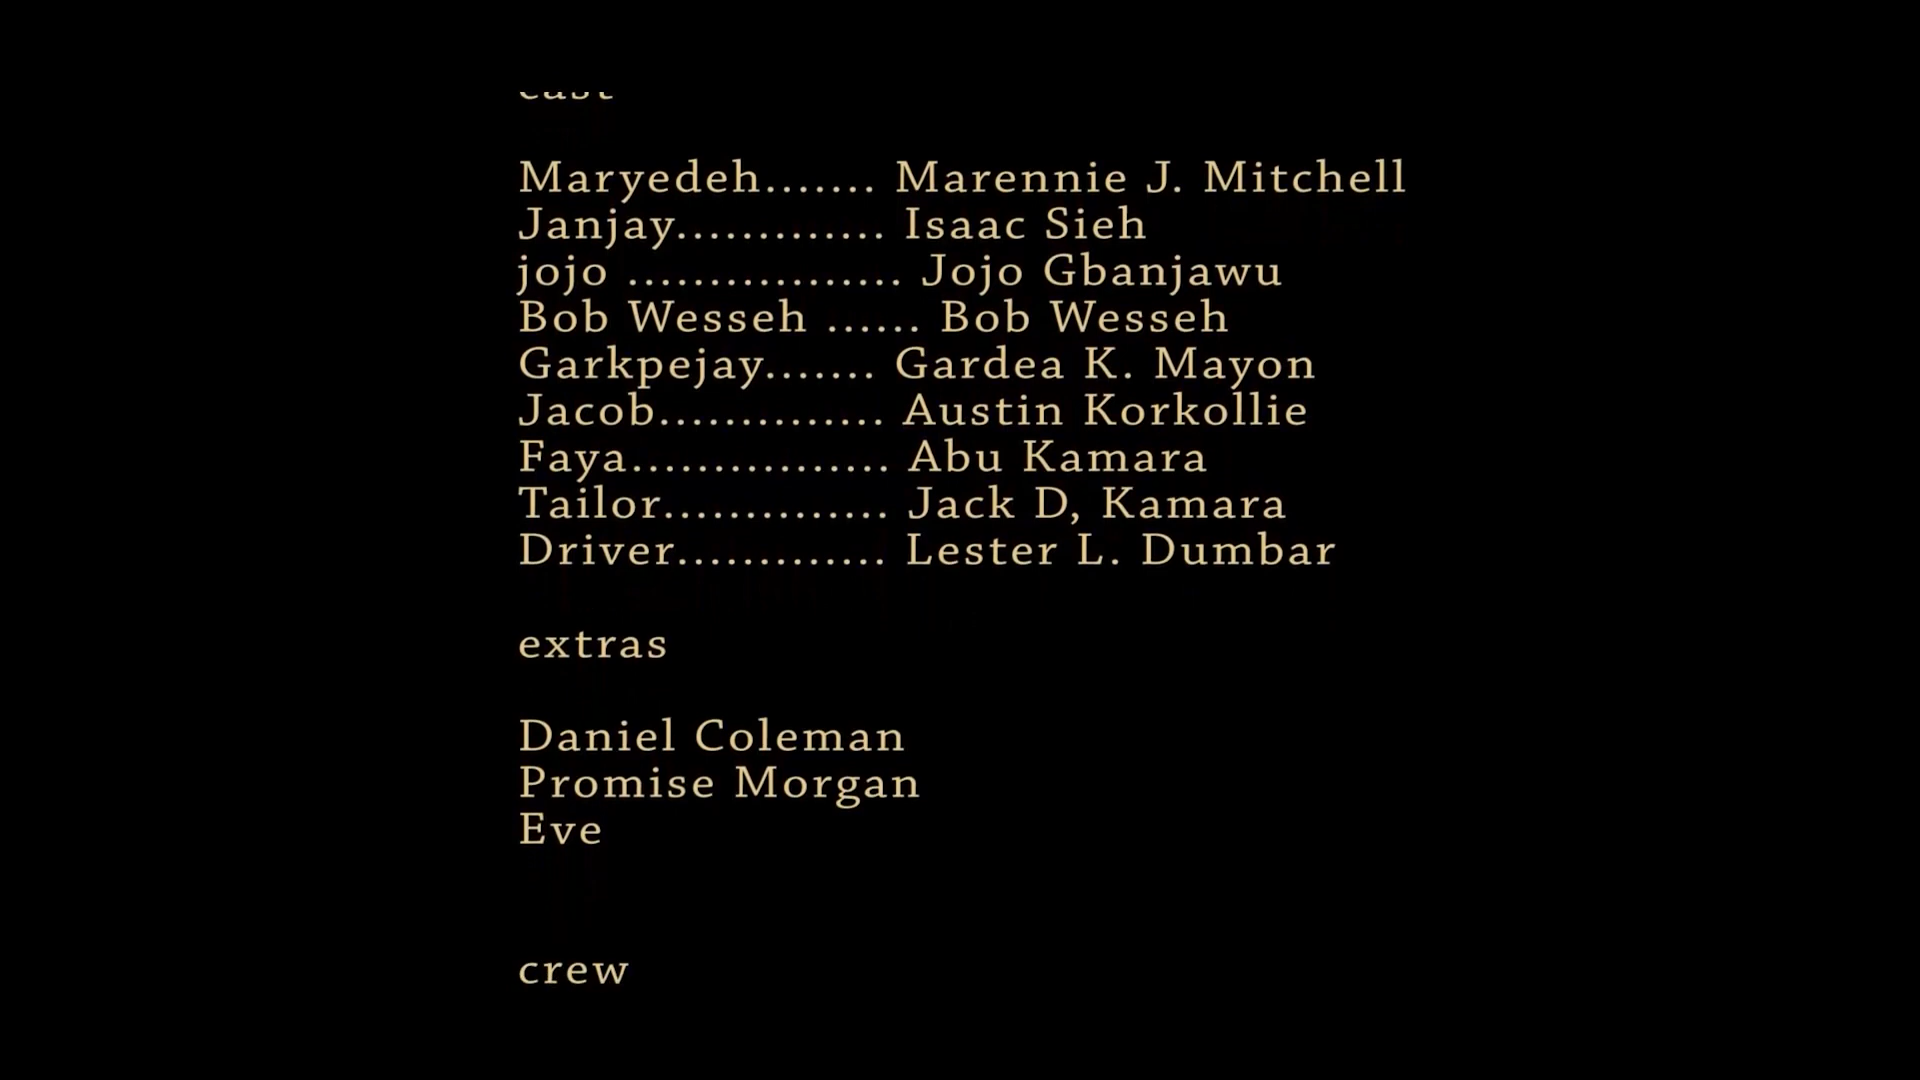 cast
Maryedeh....... Marennie J. Mitchell
Janjay............. Isaac Sieh
jojo ................. Jojo Gbanjawu
Bob Wesseh ...... Bob Wesseh
Garkpejay....... Gardea K. Mayon
Jacob.............. Austin Korkollie
Faya................ Abu Kamara
Tailor.............. Jack D, Kamara
Driver............. Lester L. Dumbar
extras
Daniel Coleman
Promise Morgan
Eve
crew